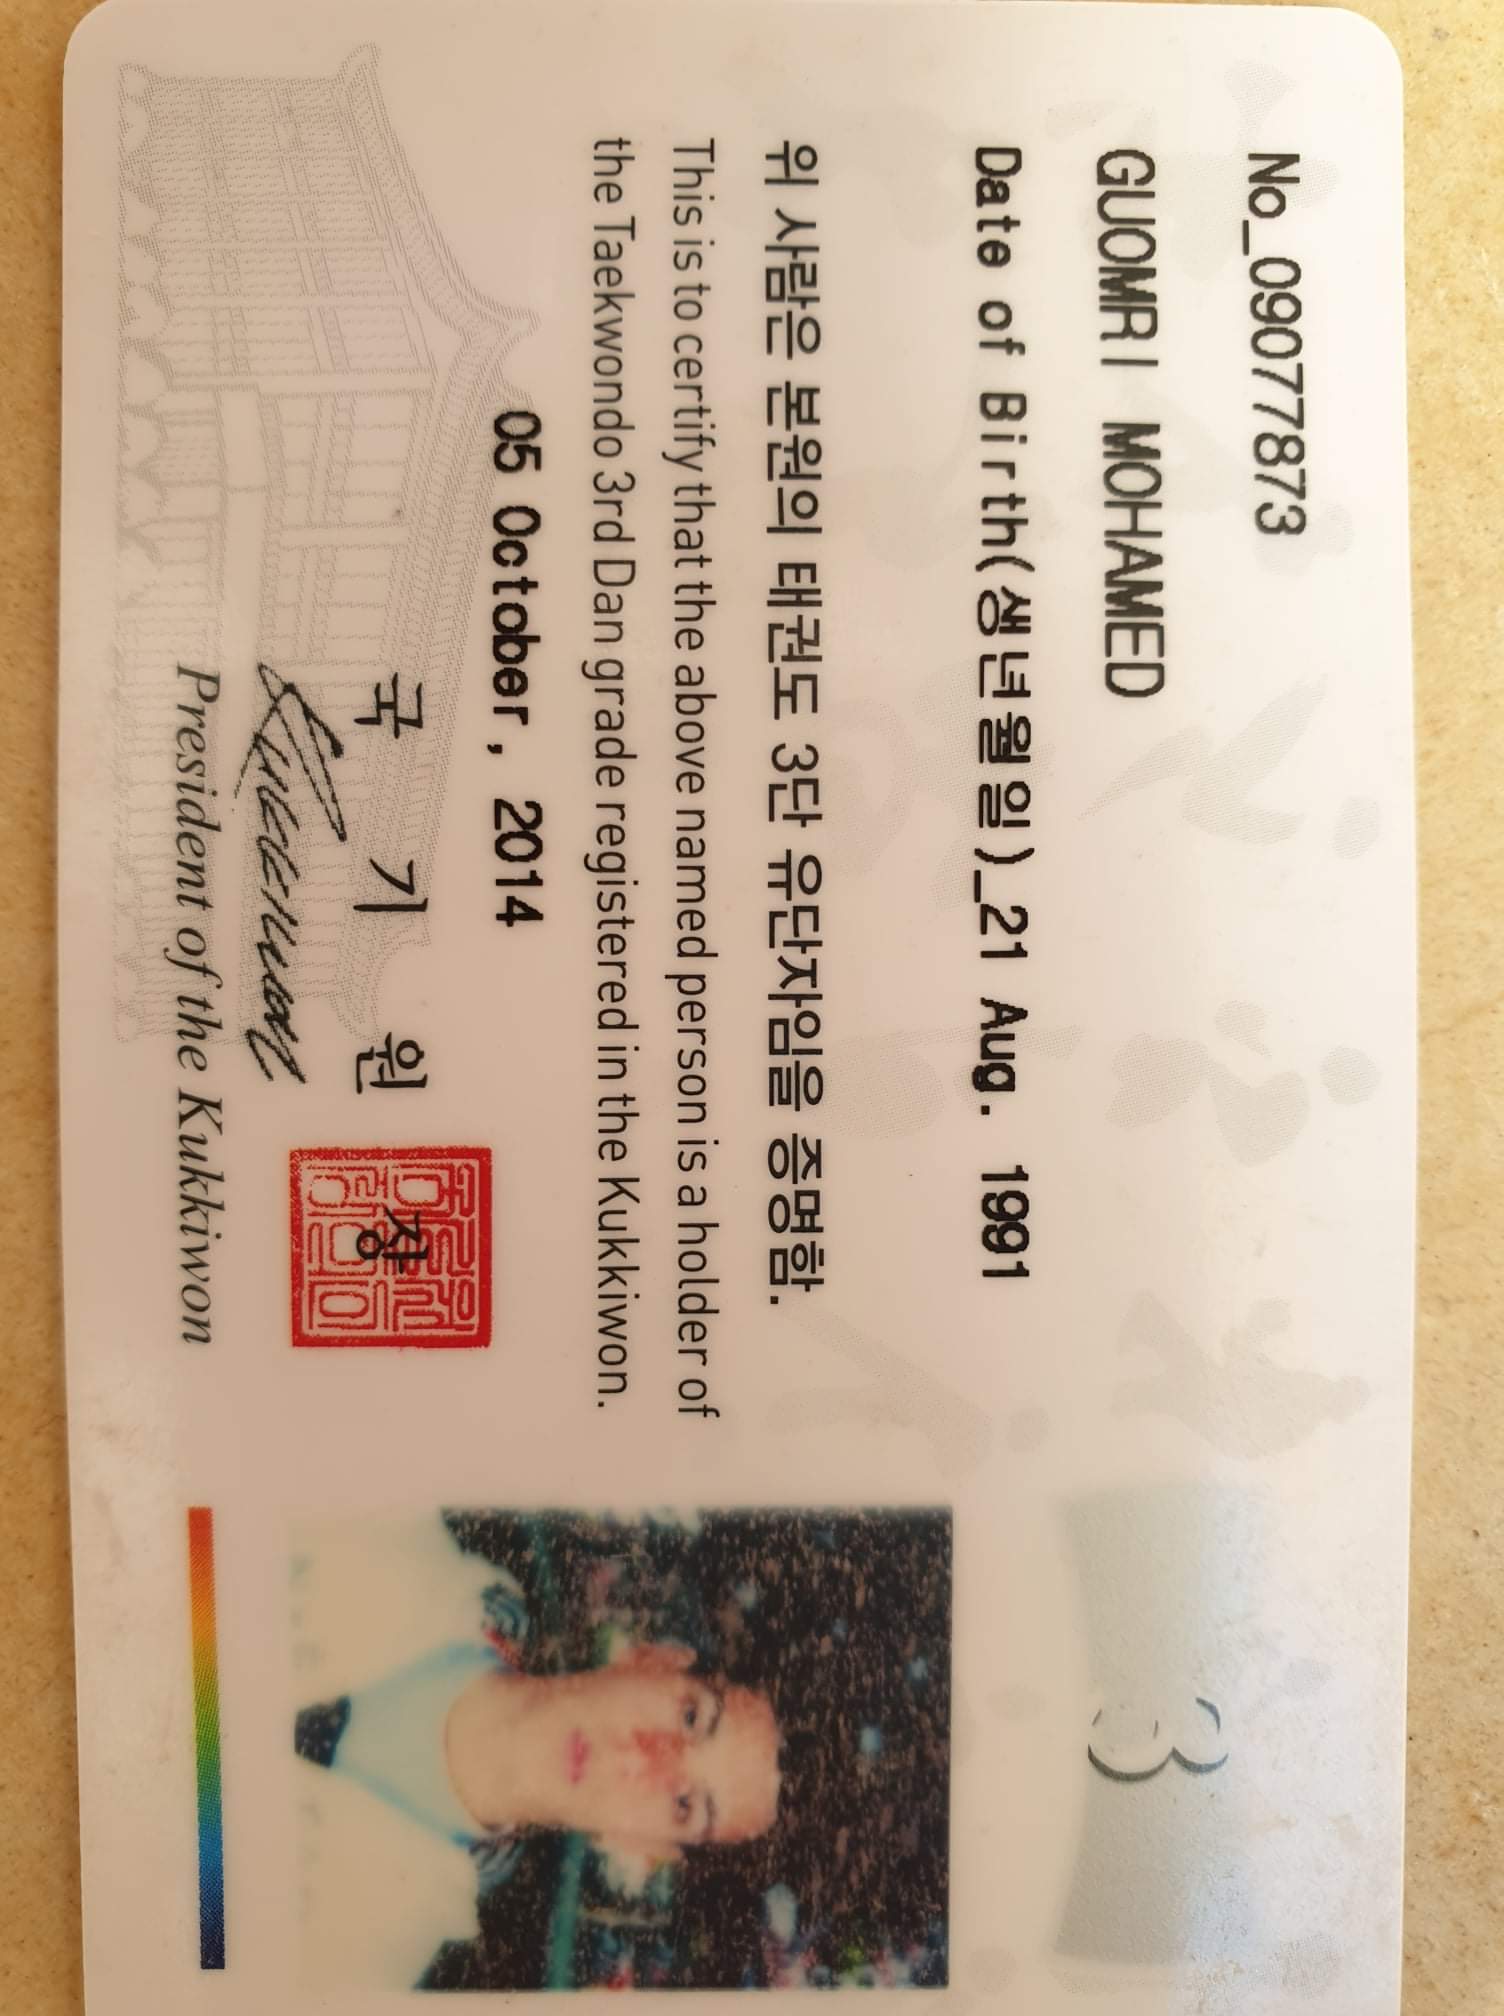 No_09077873
GUOMRI MOHAMED
Date of Birth(생년월일)_21 Aug. 1991
위 사람은 본원의 태권도 3단 유단자임을 증명함.
This is to certify that the above named person is a holder of
the Taekwondo 3rd Dan grade registered in the Kukkiwon.
05 October, 2014
국 기 원 장
President of the Kukkiwon
3